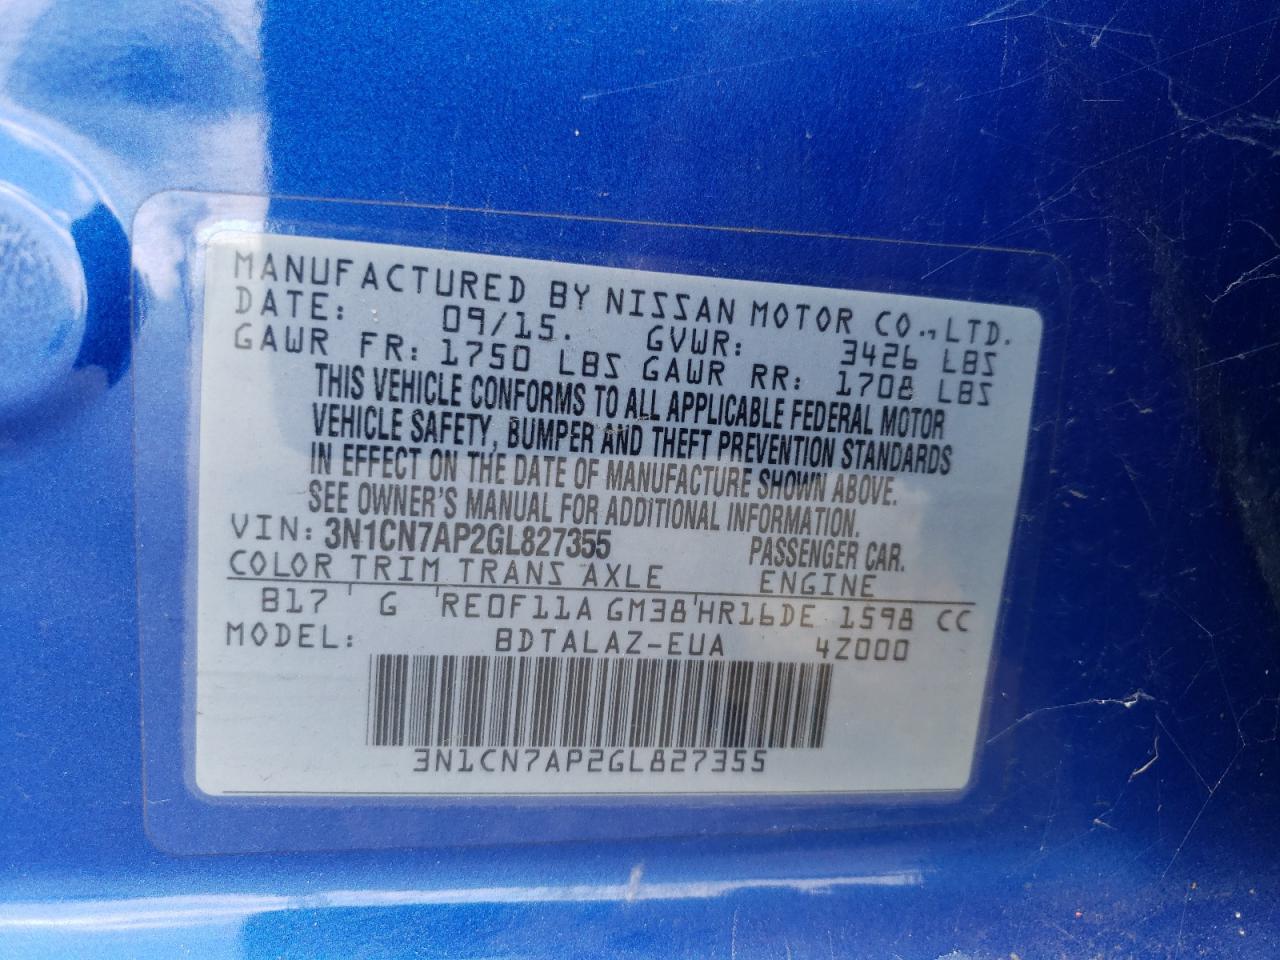 MANUFACTURED BY NISSAN MOTOR CO., LTD.
DATE: 09/15. GVWR: 3426 LBS
GAWR FR: 1750 LBS GAWR RR: 1708 LBS
THIS VEHICLE CONFORMS TO ALL APPLICABLE FEDERAL MOTOR
VEHICLE SAFETY, BUMPER AND THEFT PREVENTION STANDARDS
IN EFFECT ON THE DATE OF MANUFACTURE SHOWN ABOVE.
SEE OWNER'S MANUAL FOR ADDITIONAL INFORMATION.
VIN: 3N1CN7AP2GL827355 PASSENGER CAR.
COLOR TRIM TRANS AXLE ENGINE
B17 ' G 'RE0F11A GM38'HR16DE 1598 CC
MODEL: BDTALAZ-EUA 4Z000
3N1CN7AP2GL827355